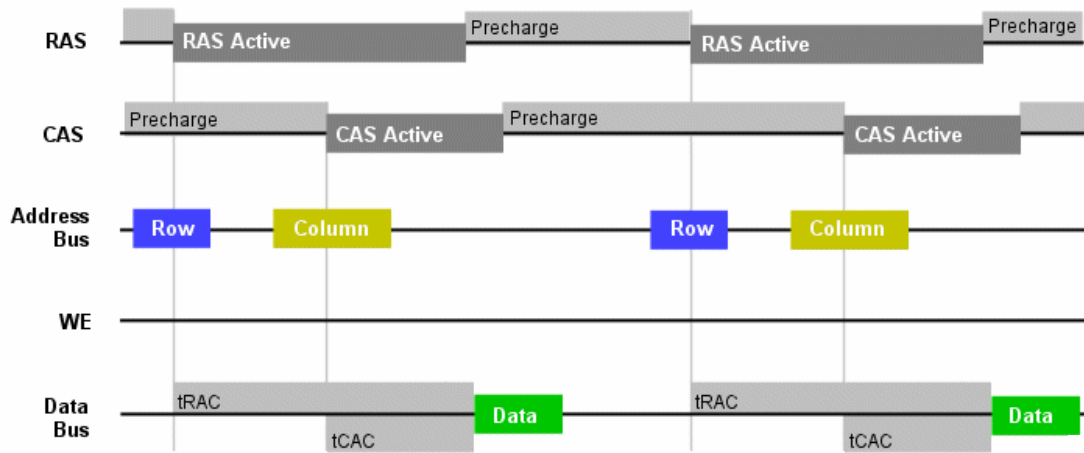 RAS
RAS Active
Precharge
RAS Active
Precharge
CAS
Precharge
CAS Active
Precharge
CAS Active
Address
Bus
Row
Column
Row
Column
WE
Data
Bus
tRAC
tCAC
Data
tRAC
tCAC
Data